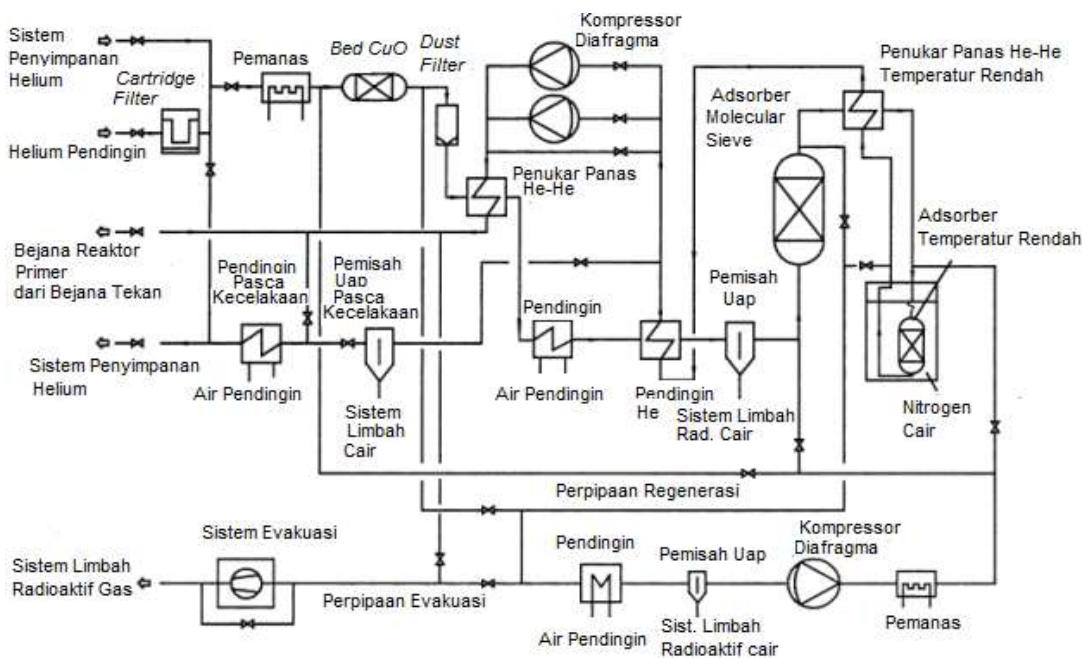 Sistem
Penyimpanan
Helium
Cartridge
Filter
Helium Pendingin
Pemanas
Bed CuO
Dust
Filter
Kompressor
Diafragma
Penukar Panas He-He
Temperatur Rendah
Adsorber
Molecular
Sieve
Penukar Panas
He-He
Adsorber
Temperatur Rendah
Bejana Reaktor
Primer
dari Bejana Tekan
Pendingin
Pasca
Kecelakaan
Pemisah
Uap
Pasca
Kecelakaan
Pendingin
Pemisah
Uap
Sistem Penyimpanan
Helium
Air Pendingin
Sistem
Limbah
Cair
Air Pendingin
Pendingin
He
Sistem Limbah
Rad. Cair
Nitrogen
Cair
Perpipaan Regenerasi
Sistem Evakuasi
Sistem Limbah
Radioaktif Gas
Perpipaan Evakuasi
Pendingin
Air Pendingin
Pemisah Uap
Sist. Limbah
Radioaktif cair
Kompressor
Diafragma
Pemanas